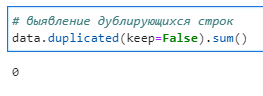 # выявление дублирующихся строк
data.duplicated(keep=False).sum()
0